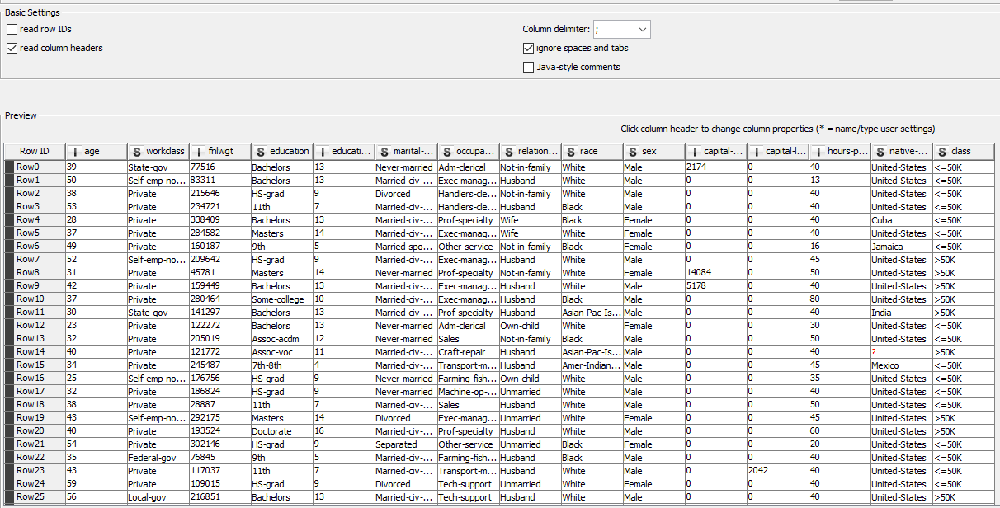 Basic Settings
read row IDs
Column delimiter: ;
read column headers
ignore spaces and tabs
Java-style comments
Preview
Click column header to change column properties (* = name/type user settings)
Row ID I age S workclass I fnlwgt S education I educati... S marital-... S occupa... S relation... S race S sex I capital-... I capital-l... I hours-p... S native-... S class
Row0 39 State-gov 77516 Bachelors 13 Never-married Adm-clerical Not-in-family White Male 2174 0 40 United-States <=50K
Row1 50 Self-emp-no... 83311 Bachelors 13 Married-civ-... Exec-manag... Husband White Male 0 0 13 United-States <=50K
Row2 38 Private 215646 HS-grad 9 Divorced Handlers-cle... Not-in-family White Male 0 0 40 United-States <=50K
Row3 53 Private 234721 11th 7 Married-civ-... Handlers-cle... Husband Black Male 0 0 40 United-States <=50K
Row4 28 Private 338409 Bachelors 13 Married-civ-... Prof-specialty Wife Black Female 0 0 40 Cuba <=50K
Row5 37 Private 284582 Masters 14 Married-civ-... Exec-manag... Wife White Female 0 0 40 United-States <=50K
Row6 49 Private 160187 9th 5 Married-spo... Other-service Not-in-family Black Female 0 0 16 Jamaica <=50K
Row7 52 Self-emp-no... 209642 HS-grad 9 Married-civ-... Exec-manag... Husband White Male 0 0 45 United-States >50K
Row8 31 Private 45781 Masters 14 Never-married Prof-specialty Not-in-family White Female 14084 0 50 United-States >50K
Row9 42 Private 159449 Bachelors 13 Married-civ-... Exec-manag... Husband White Male 5178 0 40 United-States >50K
Row10 37 Private 280464 Some-college 10 Married-civ-... Exec-manag... Husband Black Male 0 0 80 United-States >50K
Row11 30 State-gov 141297 Bachelors 13 Married-civ-... Prof-specialty Husband Asian-Pac-Is... Male 0 0 40 India >50K
Row12 23 Private 122272 Bachelors 13 Never-married Adm-clerical Own-child White Female 0 0 30 United-States <=50K
Row13 32 Private 205019 Assoc-acdm 12 Never-married Sales Not-in-family Black Male 0 0 50 United-States <=50K
Row14 40 Private 121772 Assoc-voc 11 Married-civ-... Craft-repair Husband Asian-Pac-Is... Male 0 0 40 ? >50K
Row15 34 Private 245487 7th-8th 4 Married-civ-... Transport-m... Husband Amer-Indian... Male 0 0 45 Mexico <=50K
Row16 25 Self-emp-no... 176756 HS-grad 9 Never-married Farming-fish... Own-child White Male 0 0 35 United-States <=50K
Row17 32 Private 186824 HS-grad 9 Never-married Machine-op-... Unmarried White Male 0 0 40 United-States <=50K
Row18 38 Private 28887 11th 7 Married-civ-... Sales Husband White Male 0 0 50 United-States <=50K
Row19 43 Self-emp-no... 292175 Masters 14 Divorced Exec-manag... Unmarried White Female 0 0 45 United-States >50K
Row20 40 Private 193524 Doctorate 16 Married-civ-... Prof-specialty Husband White Male 0 0 60 United-States >50K
Row21 54 Private 302146 HS-grad 9 Separated Other-service Unmarried Black Female 0 0 20 United-States <=50K
Row22 35 Federal-gov 76845 9th 5 Married-civ-... Farming-fish... Husband Black Male 0 0 40 United-States <=50K
Row23 43 Private 117037 11th 7 Married-civ-... Transport-m... Husband White Male 0 2042 40 United-States <=50K
Row24 59 Private 109015 HS-grad 9 Divorced Tech-support Unmarried White Female 0 0 40 United-States <=50K
Row25 56 Local-gov 216851 Bachelors 13 Married-civ-... Tech-support Husband White Male 0 0 40 United-States >50K